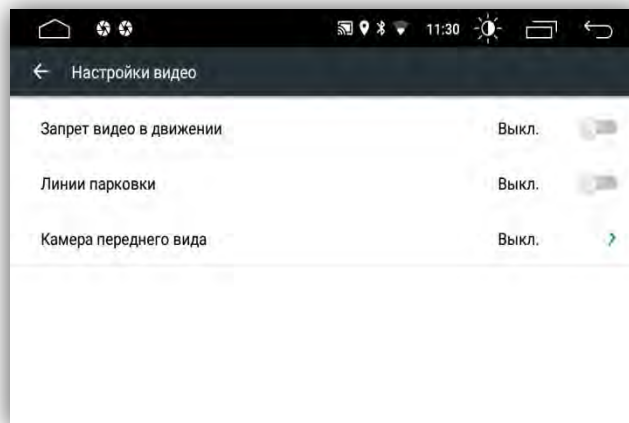 11:30
Настройки видео
Запрет видео в движении Выкл.
Линии парковки Выкл.
Камера переднего вида Выкл.